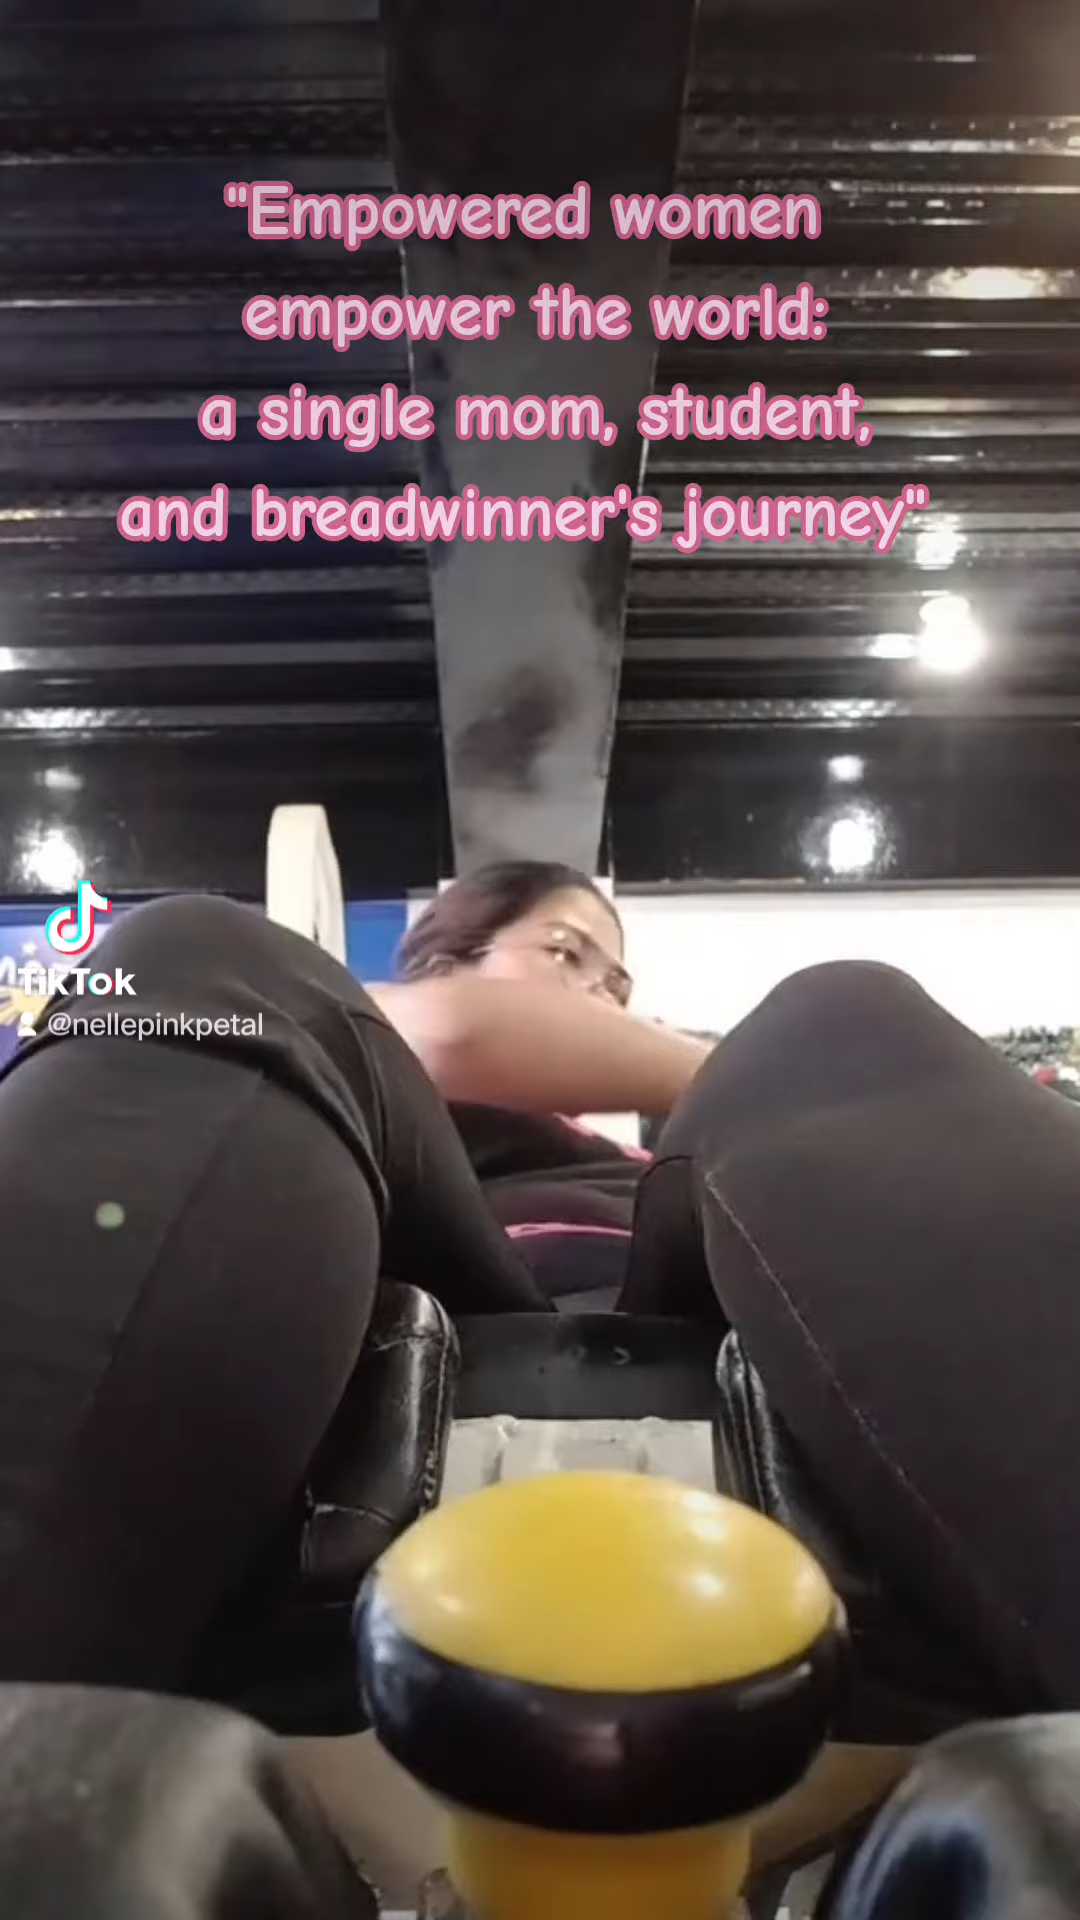 "Empowered women
empower the world:
a single mom, student,
and breadwinner's journey"
TikTok
@nellepinkpetal